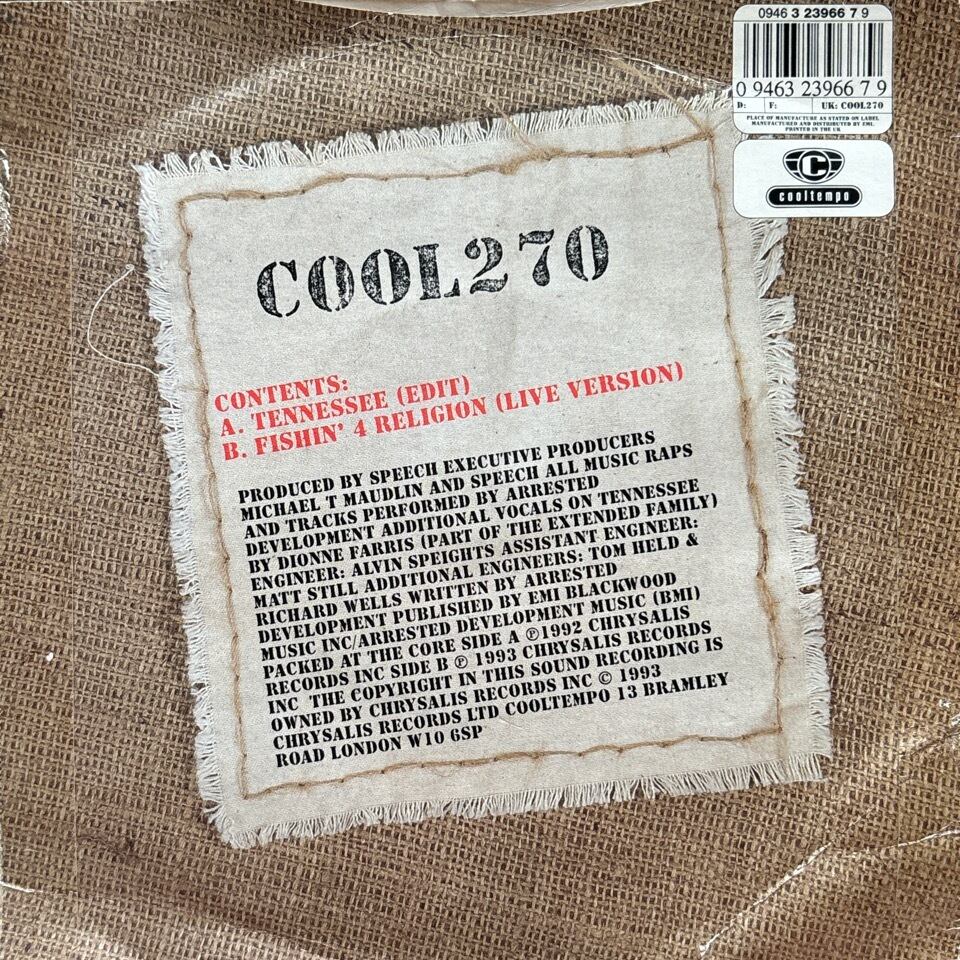 0946 3 23966 7 9
0 09463 23966 7 9
D: F: UK: COOL270
PLACE OF MANUFACTURE AS STATED ON LABEL
MANUFACTURED AND DISTRIBUTED BY EMI.
PRINTED IN THE UK
C
cooltempo
COOL270
CONTENTS:
A. TENNESSEE (EDIT)
B. FISHIN' 4 RELIGION (LIVE VERSION)
PRODUCED BY SPEECH EXECUTIVE PRODUCERS
MICHAEL T MAUDLIN AND SPEECH ALL MUSIC RAPS
AND TRACKS PERFORMED BY ARRESTED
DEVELOPMENT ADDITIONAL VOCALS ON TENNESSEE
BY DIONNE FARRIS (PART OF THE EXTENDED FAMILY)
ENGINEER: ALVIN SPEIGHTS ASSISTANT ENGINEER:
MATT STILL ADDITIONAL ENGINEERS: TOM HELD &
RICHARD WELLS WRITTEN BY ARRESTED
DEVELOPMENT PUBLISHED BY EMI BLACKWOOD
MUSIC INC/ARRESTED DEVELOPMENT MUSIC (BMI)
PACKED AT THE CORE SIDE A ℗1992 CHRYSALIS
RECORDS INC SIDE B ℗ 1993 CHRYSALIS RECORDS
INC THE COPYRIGHT IN THIS SOUND RECORDING IS
OWNED BY CHRYSALIS RECORDS INC © 1993
CHRYSALIS RECORDS LTD COOLTEMPO 13 BRAMLEY
ROAD LONDON W10 6SP